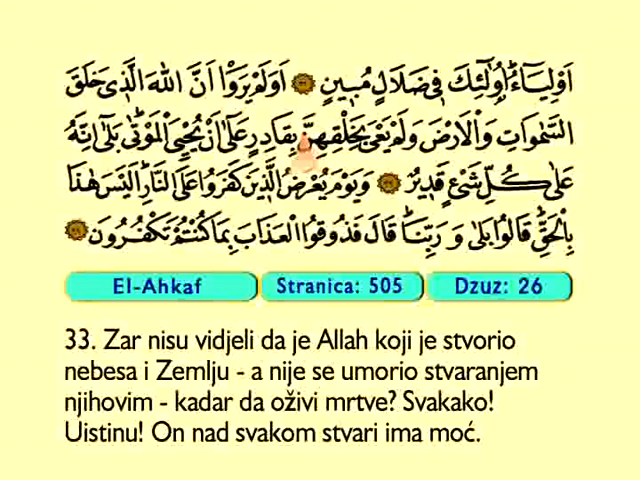 اَوْلِيَٓاءُۜ اُو۬لٰٓئِكَ ف۪ي ضَلَالٍ مُب۪ينٍ ﴿٣٢﴾ اَوَلَمْ يَرَوْا اَنَّ اللّٰهَ الَّذ۪ي خَلَقَ
السَّمٰوَاتِ وَالْاَرْضَ وَلَمْ يَعْيَ بِخَلْقِهِنَّ بِقَادِرٍ عَلٰٓى اَنْ يُحْيِيَ الْمَوْتٰىۜ بَلٰٓى اِنَّهُ
عَلٰى كُلِّ شَيْءٍ قَد۪يرٌ ﴿٣٣﴾ وَيَوْمَ يُعْرَضُ الَّذ۪ينَ كَفَرُوا عَلَى النَّارِۜ اَلَيْسَ هٰذَا
بِالْحَقِّۜ قَالُوا بَلٰى وَرَبِّنَاۜ قَالَ فَذُوقُوا الْعَذَابَ بِمَا كُنْتُمْ تَكْفُرُونَ ﴿٣٤﴾
El-Ahkaf Stranica: 505 Dzuz: 26
33. Zar nisu vidjeli da je Allah koji je stvorio
nebesa i Zemlju - a nije se umorio stvaranjem
njihovim - kadar da oživi mrtve? Svakako!
Uistinu! On nad svakom stvari ima moć.